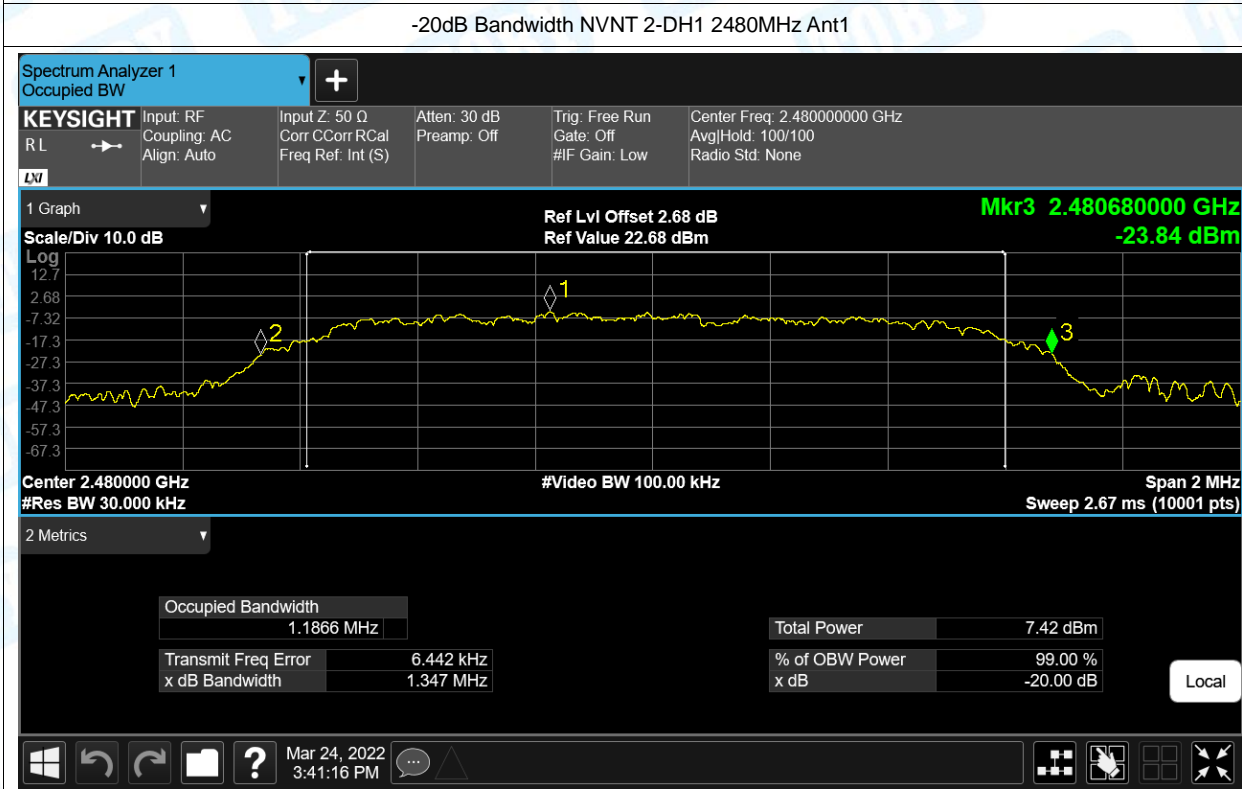 -20dB Bandwidth NVNT 2-DH1 2480MHz Ant1
Spectrum Analyzer 1
Occupied BW
KEYSIGHT
RL
LXI
Input: RF
Coupling: AC
Align: Auto
Input Z: 50 Ω
Corr CCorr RCal
Freq Ref: Int (S)
Atten: 30 dB
Preamp: Off
Trig: Free Run
Gate: Off
#IF Gain: Low
Center Freq: 2.480000000 GHz
Avg|Hold: 100/100
Radio Std: None
1 Graph
Scale/Div 10.0 dB
Ref Lvl Offset 2.68 dB
Ref Value 22.68 dBm
Mkr3 2.480680000 GHz
-23.84 dBm
Log
12.7
2.68
-7.32
-17.3
-27.3
-37.3
-47.3
-57.3
-67.3
1
2
3
Center 2.480000 GHz
#Res BW 30.000 kHz
#Video BW 100.00 kHz
Span 2 MHz
Sweep 2.67 ms (10001 pts)
2 Metrics
Occupied Bandwidth
1.1866 MHz
Transmit Freq Error 6.442 kHz
x dB Bandwidth 1.347 MHz
Total Power 7.42 dBm
% of OBW Power 99.00 %
x dB -20.00 dB
Local
Mar 24, 2022
3:41:16 PM